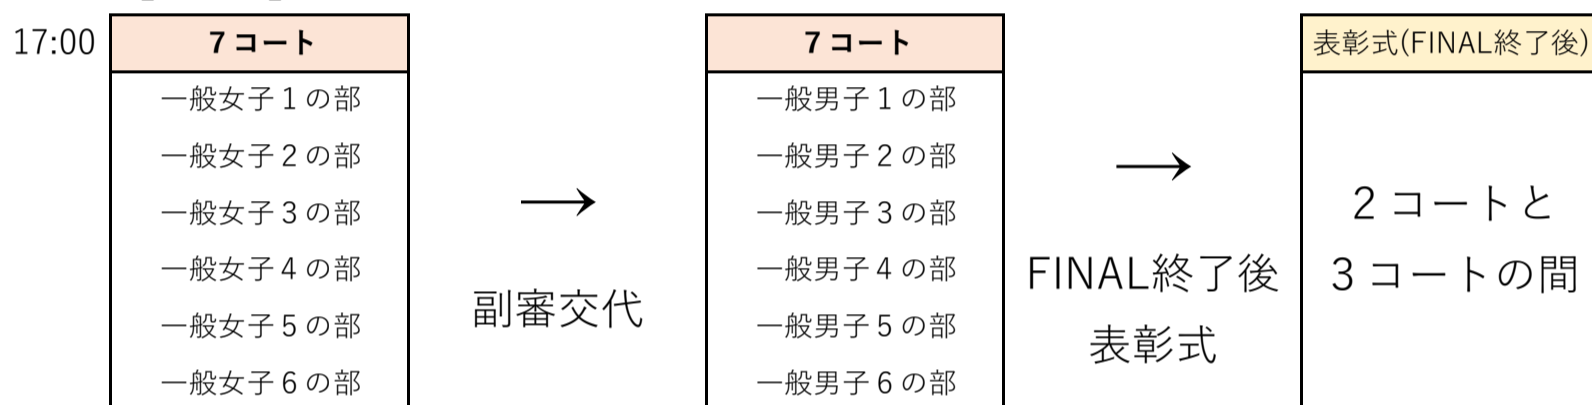 17:00
7コート
一般女子1の部
一般女子2の部
一般女子3の部
一般女子4の部
一般女子5の部
一般女子6の部
→
副審交代
7コート
一般男子1の部
一般男子2の部
一般男子3の部
一般男子4の部
一般男子5の部
一般男子6の部
→
FINAL終了後
表彰式
表彰式(FINAL終了後)
2コートと
3コートの間